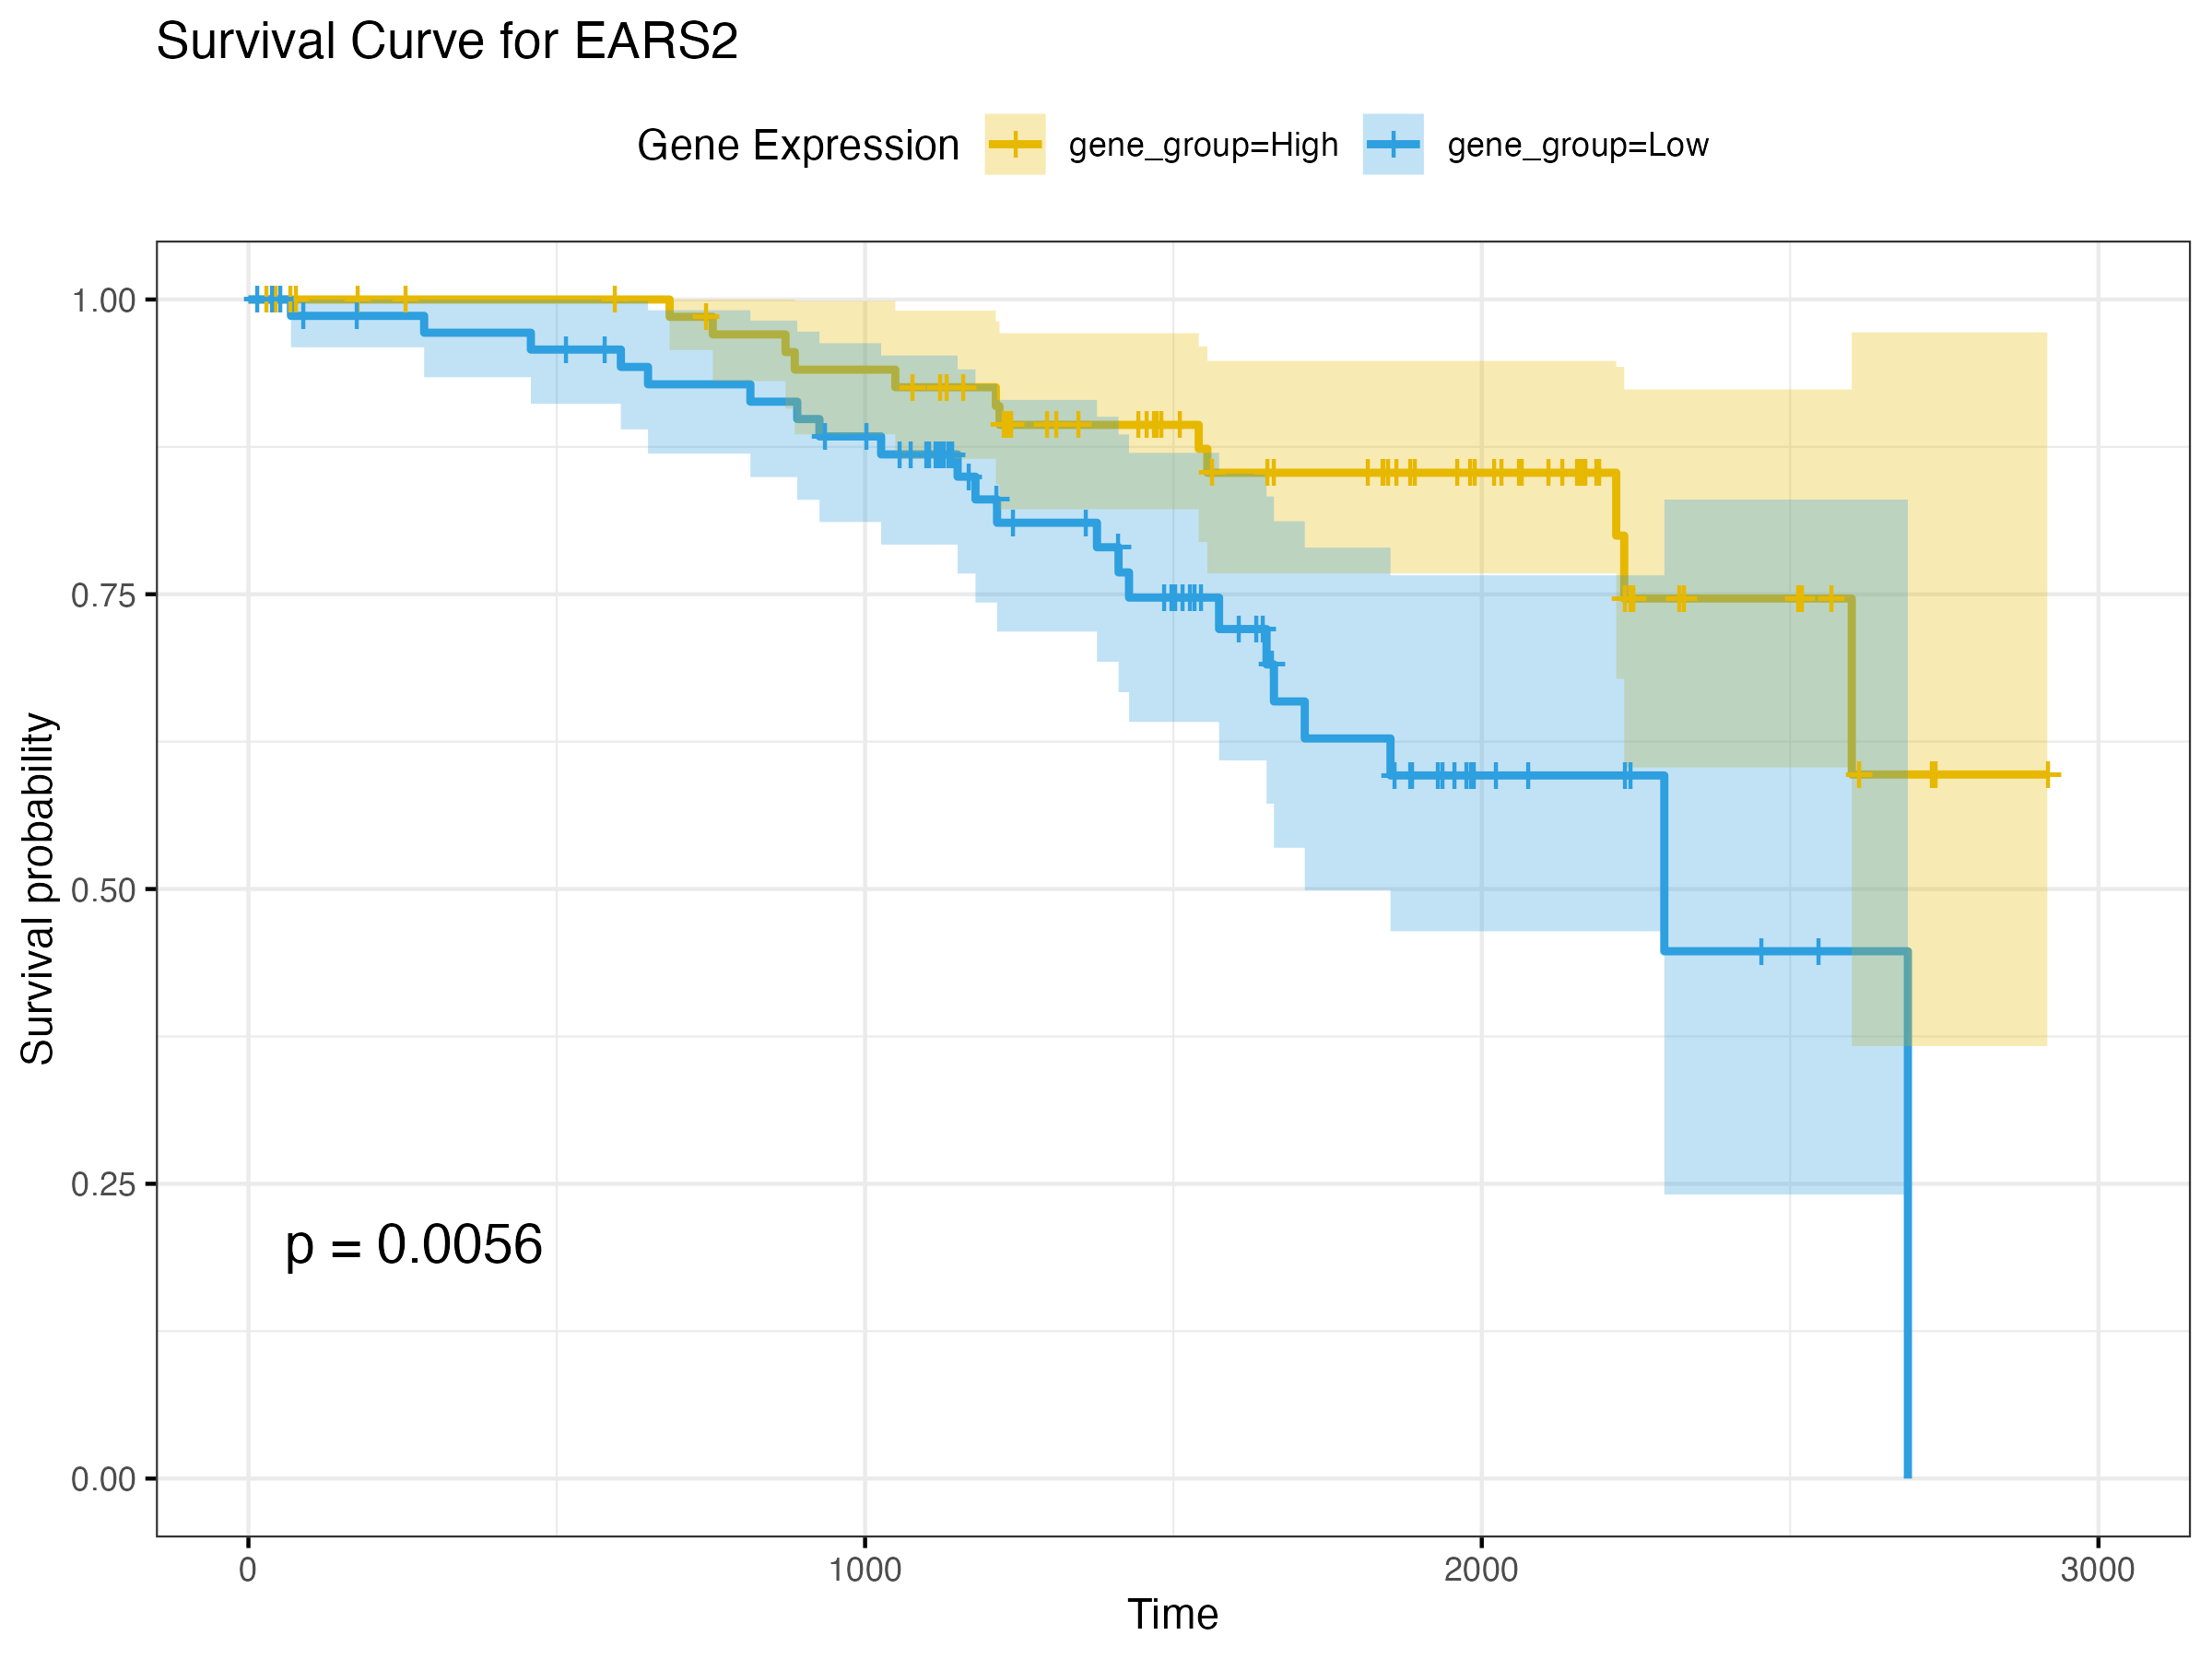 Survival Curve for EARS2
Gene Expression gene_group=High gene_group=Low
Survival probability
1.00
0.75
0.50
0.25
0.00
p = 0.0056
0 1000 2000 3000
Time